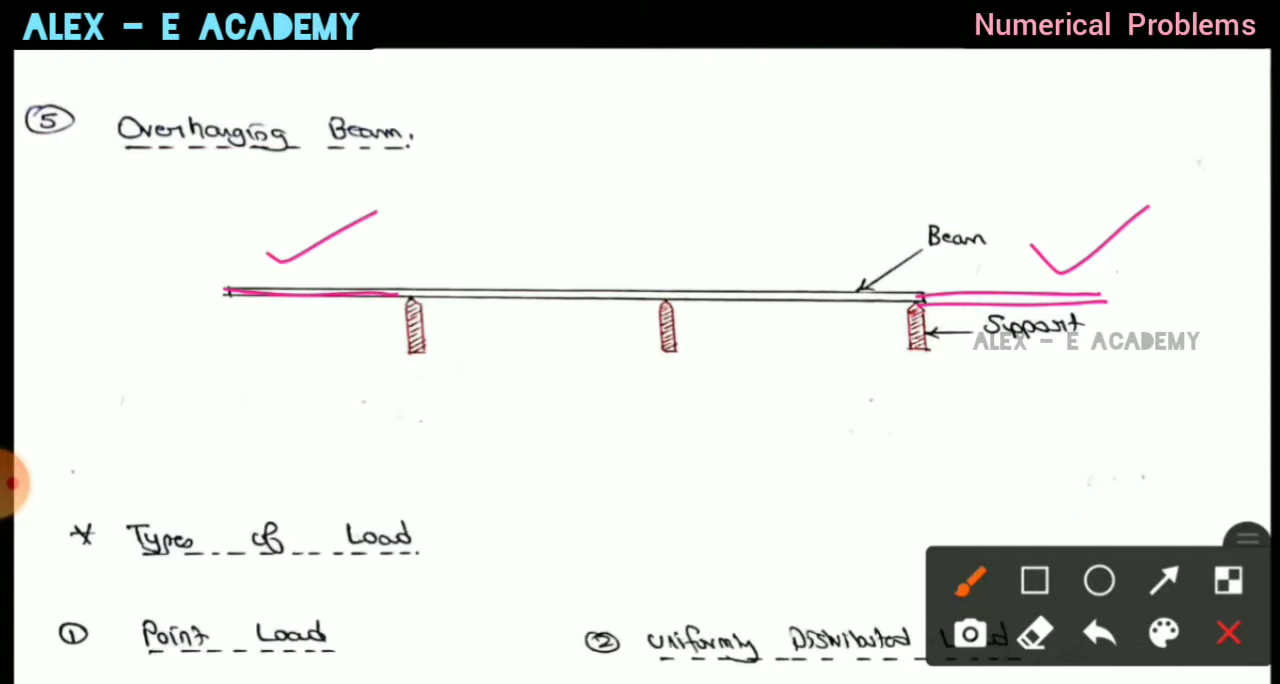 ALEX - E ACADEMY
Numerical Problems
5 Overhanging Beam.
Beam
Support
ALEX - E ACADEMY
* Types of Load
1 Point Load
2 Uniformly Distributed Load